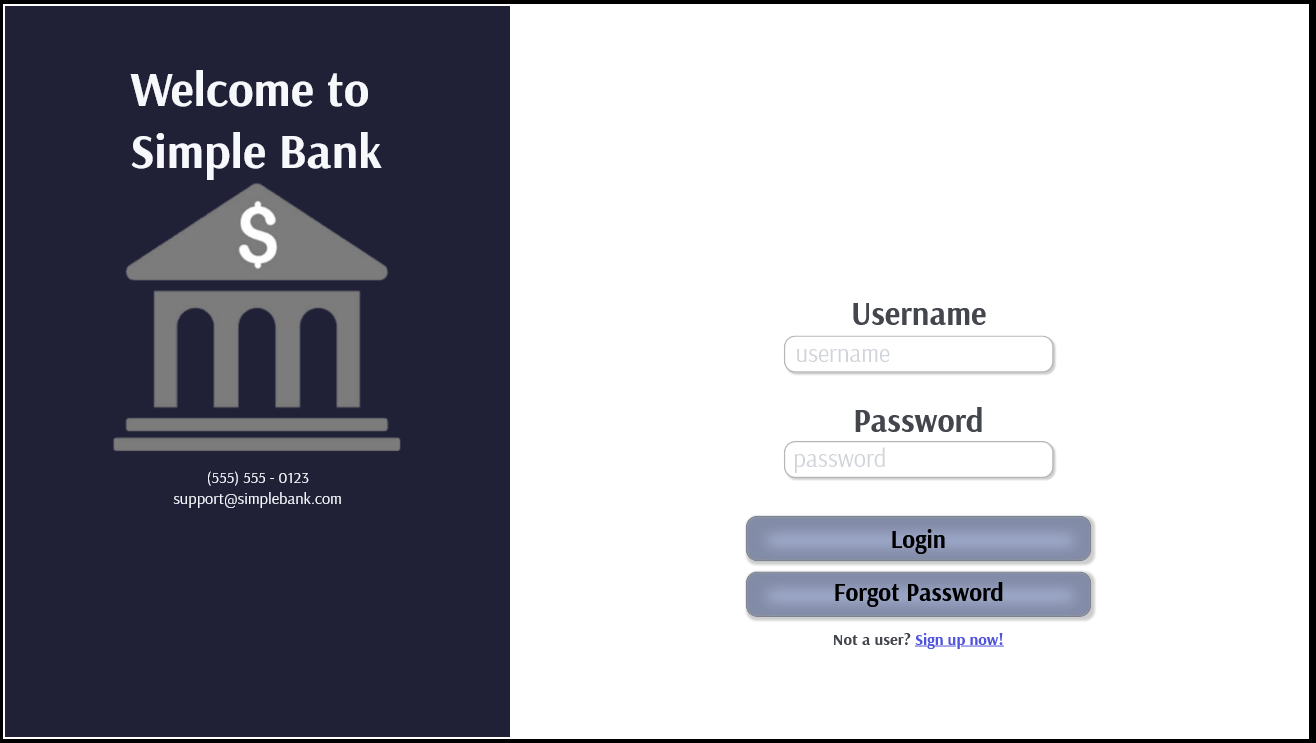 Welcome to
Simple Bank
$
(555) 555 - 0123
support@simplebank.com
Username
username
Password
password
Login
Forgot Password
Not a user? Sign up now!